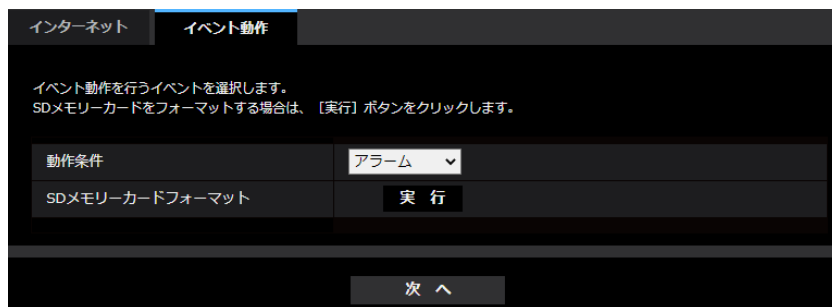 インターネット イベント動作
イベント動作を行うイベントを選択します。
SDメモリーカードをフォーマットする場合は、［実行］ボタンをクリックします。
動作条件 アラーム
SDメモリーカードフォーマット 実 行
次 へ